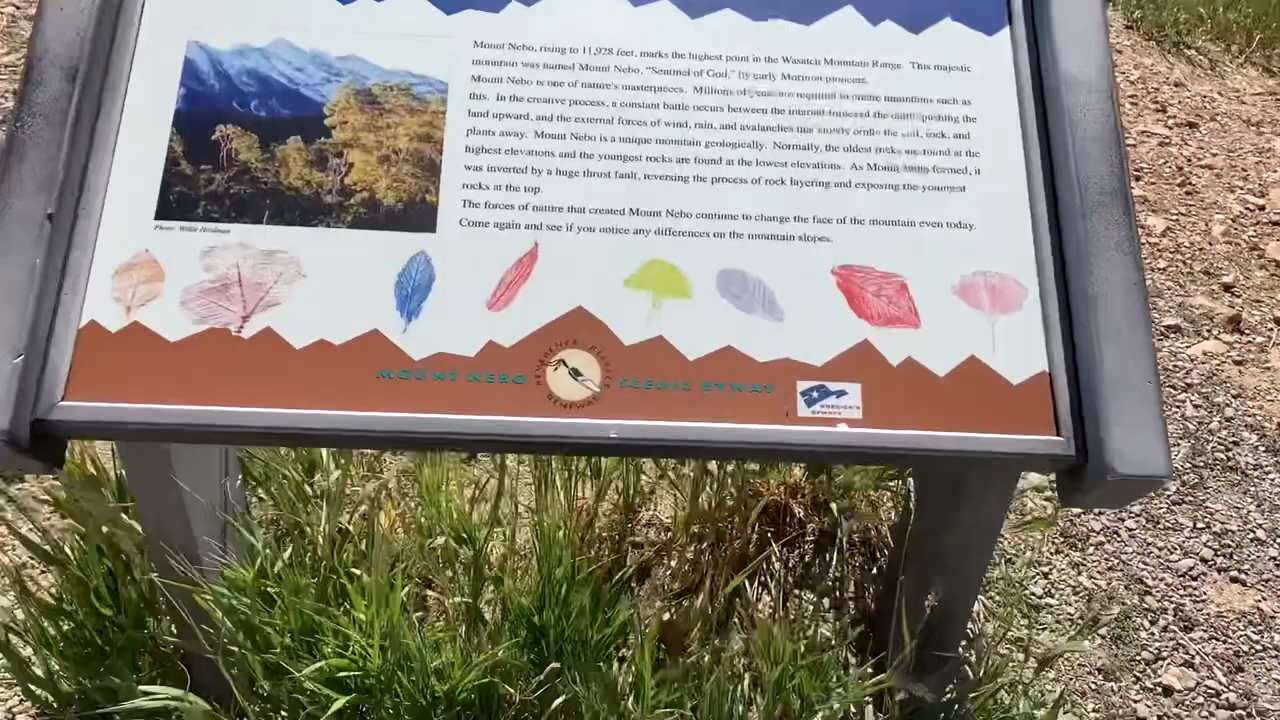 Mount Nebo, rising to 11,928 feet, marks the highest point in the Wasatch Mountain Range. This majestic
mountain was named Mount Nebo, "Sentinel of God," by early Mormon pioneers.
Mount Nebo is one of nature's masterpieces. Millions of years are required to create mountains such as
this. In the creative process, a constant battle occurs between the internal forces of the earth pushing the
land upward, and the external forces of wind, rain, and avalanches that slowly erode the soil, rock, and
plants away. Mount Nebo is a unique mountain geologically. Normally, the oldest rocks are found at the
highest elevations and the youngest rocks are found at the lowest elevations. As Mount formed, it
was inverted by a huge thrust fault, reversing the process of rock layering and exposing the youngest
rocks at the top.
The forces of nature that created Mount Nebo continue to change the face of the mountain even today.
Come again and see if you notice any differences on the mountain slopes.
Photo: Willie Holdman
MOUNT NEBO SCENIC BYWAY
REVERENCE RESPECT
RENEWAL
AMERICA'S
BYWAYS